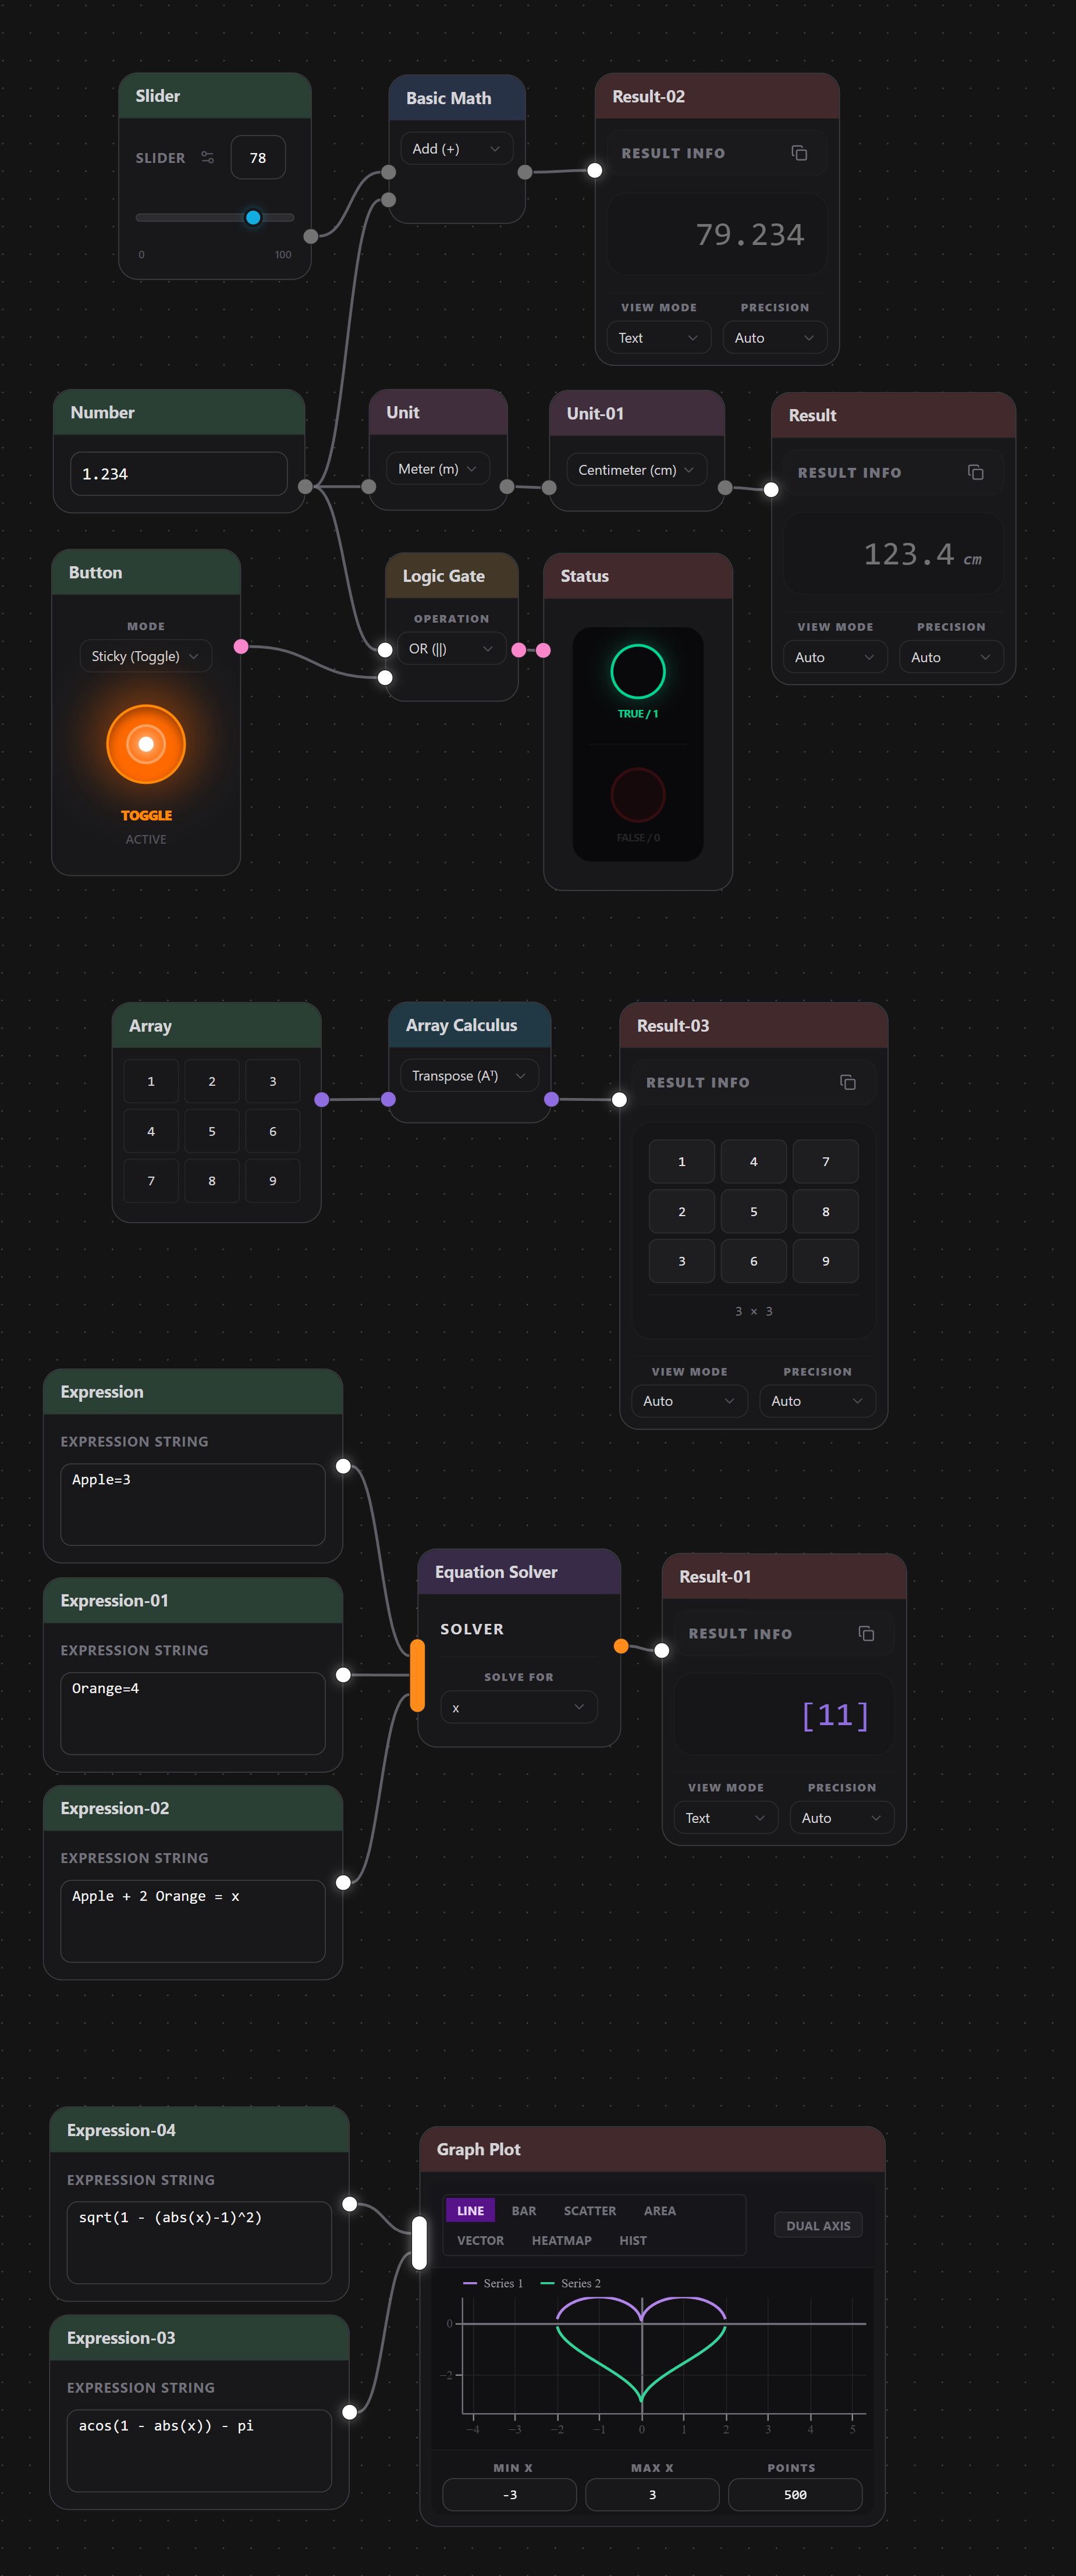 Slider
SLIDER 78
0 100
Basic Math
Add (+)
Result-02
RESULT INFO
79.234
VIEW MODE PRECISION
Text Auto
Number
1.234
Unit
Meter (m)
Unit-01
Centimeter (cm)
Result
RESULT INFO
123.4 cm
VIEW MODE PRECISION
Auto Auto
Button
MODE
Sticky (Toggle)
TOGGLE
ACTIVE
Logic Gate
OPERATION
OR (||)
Status
TRUE / 1
FALSE / 0
Array
1 2 3
4 5 6
7 8 9
Array Calculus
Transpose (Aᵀ)
Result-03
RESULT INFO
1 4 7
2 5 8
3 6 9
3 × 3
VIEW MODE PRECISION
Auto Auto
Expression
EXPRESSION STRING
Apple=3
Expression-01
EXPRESSION STRING
Orange=4
Expression-02
EXPRESSION STRING
Apple + 2 Orange = x
Equation Solver
SOLVER
SOLVE FOR
x
Result-01
RESULT INFO
[11]
VIEW MODE PRECISION
Text Auto
Expression-04
EXPRESSION STRING
sqrt(1 - (abs(x)-1)^2)
Expression-03
EXPRESSION STRING
acos(1 - abs(x)) - pi
Graph Plot
LINE BAR SCATTER AREA
VECTOR HEATMAP HIST
DUAL AXIS
Series 1 Series 2
0
−2
−4 −3 −2 −1 0 1 2 3 4 5
MIN X MAX X POINTS
-3 3 500